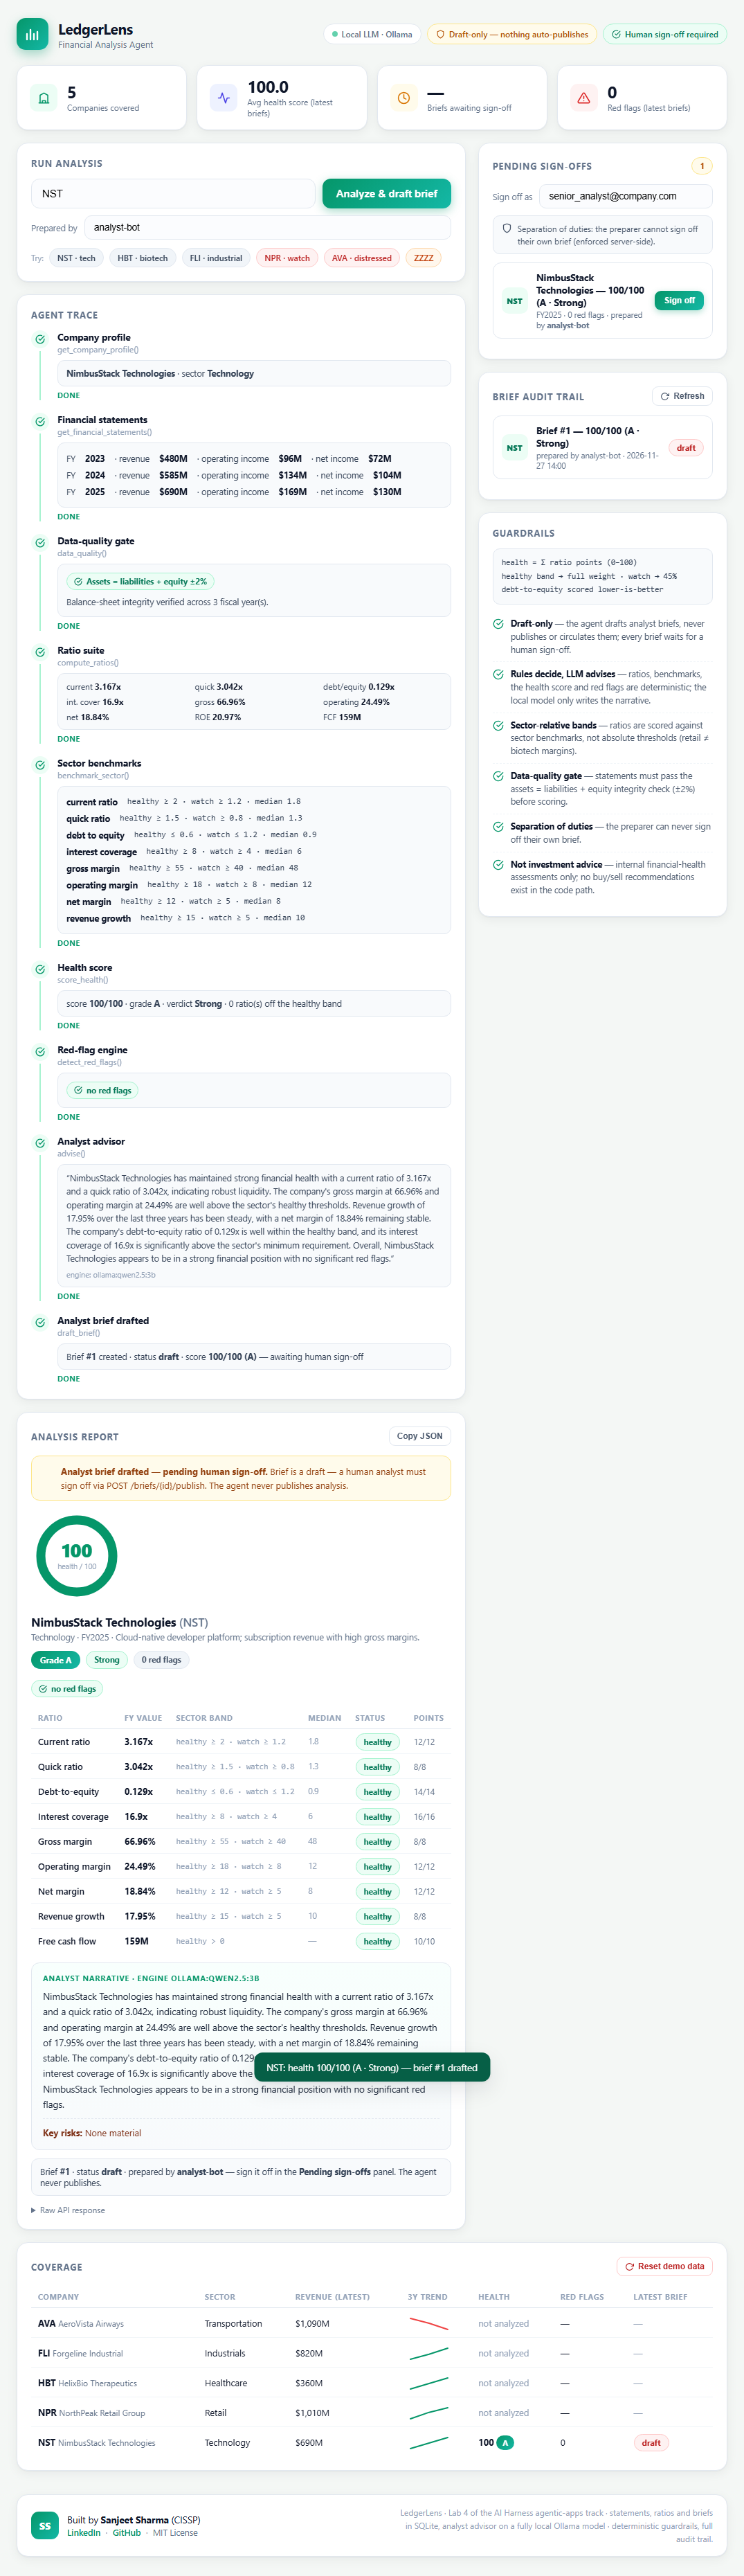 LedgerLens
Financial Analysis Agent
Local LLM · Ollama
Draft-only — nothing auto-publishes
Human sign-off required
5
Companies covered
100.0
Avg health score (latest
briefs)
—
Briefs awaiting sign-off
0
Red flags (latest briefs)
RUN ANALYSIS
NST
Analyze & draft brief
Prepared by
analyst-bot
Try:
NST · tech
HBT · biotech
FLI · industrial
NPR · watch
AVA · distressed
ZZZZ
AGENT TRACE
Company profile
get_company_profile()
NimbusStack Technologies · sector Technology
DONE
Financial statements
get_financial_statements()
FY 2023 · revenue $480M · operating income $96M · net income $72M
FY 2024 · revenue $585M · operating income $134M · net income $104M
FY 2025 · revenue $690M · operating income $169M · net income $130M
DONE
Data-quality gate
data_quality()
Assets = liabilities + equity ±2%
Balance-sheet integrity verified across 3 fiscal year(s).
DONE
Ratio suite
compute_ratios()
current 3.167x quick 3.042x debt/equity 0.129x
int. cover 16.9x gross 66.96% operating 24.49%
net 18.84% ROE 20.97% FCF 159M
DONE
Sector benchmarks
benchmark_sector()
current ratio healthy ≥ 2 · watch ≥ 1.2 · median 1.8
quick ratio healthy ≥ 1.5 · watch ≥ 0.8 · median 1.3
debt to equity healthy ≤ 0.6 · watch ≤ 1.2 · median 0.9
interest coverage healthy ≥ 8 · watch ≥ 4 · median 6
gross margin healthy ≥ 55 · watch ≥ 40 · median 48
operating margin healthy ≥ 18 · watch ≥ 8 · median 12
net margin healthy ≥ 12 · watch ≥ 5 · median 8
revenue growth healthy ≥ 15 · watch ≥ 5 · median 10
DONE
Health score
score_health()
score 100/100 · grade A · verdict Strong · 0 ratio(s) off the healthy band
DONE
Red-flag engine
detect_red_flags()
no red flags
DONE
Analyst advisor
advise()
"NimbusStack Technologies has maintained strong financial health with a current ratio of 3.167x
and a quick ratio of 3.042x, indicating robust liquidity. The company's gross margin at 66.96% and
operating margin at 24.49% are well above the sector's healthy thresholds. Revenue growth of
17.95% over the last three years has been steady, with a net margin of 18.84% remaining stable.
The company's debt-to-equity ratio of 0.129x is well within the healthy band, and its interest
coverage of 16.9x is significantly above the sector's minimum requirement. Overall, NimbusStack
Technologies appears to be in a strong financial position with no significant red flags."
engine: ollama:qwen2.5:3b
DONE
Analyst brief drafted
draft_brief()
Brief #1 created · status draft · score 100/100 (A) — awaiting human sign-off
DONE
PENDING SIGN-OFFS
1
Sign off as
senior_analyst@company.com
Separation of duties: the preparer cannot sign off
their own brief (enforced server-side).
NST
NimbusStack
Technologies — 100/100
(A · Strong)
FY2025 · 0 red flags · prepared
by analyst-bot
Sign off
BRIEF AUDIT TRAIL
Refresh
NST
Brief #1 — 100/100 (A ·
Strong)
prepared by analyst-bot · 2026-11-
27 14:00
draft
GUARDRAILS
health = Σ ratio points (0–100)
healthy band → full weight · watch → 45%
debt-to-equity scored lower-is-better
Draft-only — the agent drafts analyst briefs, never
publishes or circulates them; every brief waits for a
human sign-off.
Rules decide, LLM advises — ratios, benchmarks,
the health score and red flags are deterministic; the
local model only writes the narrative.
Sector-relative bands — ratios are scored against
sector benchmarks, not absolute thresholds (retail ≠
biotech margins).
Data-quality gate — statements must pass the
assets = liabilities + equity integrity check (±2%)
before scoring.
Separation of duties — the preparer can never sign
off their own brief.
Not investment advice — internal financial-health
assessments only; no buy/sell recommendations
exist in the code path.
ANALYSIS REPORT
Copy JSON
Analyst brief drafted — pending human sign-off. Brief is a draft — a human analyst must
sign off via POST /briefs/{id}/publish. The agent never publishes analysis.
100
health / 100
NimbusStack Technologies (NST)
Technology · FY2025 · Cloud-native developer platform; subscription revenue with high gross margins.
Grade A
Strong
0 red flags
no red flags
RATIO FY VALUE SECTOR BAND MEDIAN STATUS POINTS
Current ratio 3.167x healthy ≥ 2 · watch ≥ 1.2 1.8 healthy 12/12
Quick ratio 3.042x healthy ≥ 1.5 · watch ≥ 0.8 1.3 healthy 8/8
Debt-to-equity 0.129x healthy ≤ 0.6 · watch ≤ 1.2 0.9 healthy 14/14
Interest coverage 16.9x healthy ≥ 8 · watch ≥ 4 6 healthy 16/16
Gross margin 66.96% healthy ≥ 55 · watch ≥ 40 48 healthy 8/8
Operating margin 24.49% healthy ≥ 18 · watch ≥ 8 12 healthy 12/12
Net margin 18.84% healthy ≥ 12 · watch ≥ 5 8 healthy 12/12
Revenue growth 17.95% healthy ≥ 15 · watch ≥ 5 10 healthy 8/8
Free cash flow 159M healthy > 0 — healthy 10/10
ANALYST NARRATIVE · ENGINE OLLAMA:QWEN2.5:3B
NimbusStack Technologies has maintained strong financial health with a current ratio of 3.167x
and a quick ratio of 3.042x, indicating robust liquidity. The company's gross margin at 66.96%
and operating margin at 24.49% are well above the sector's healthy thresholds. Revenue growth
of 17.95% over the last three years has been steady, with a net margin of 18.84% remaining
stable. The company's debt-to-equity ratio of 0.129
interest coverage of 16.9x is significantly above the
NimbusStack Technologies appears to be in a strong financial position with no significant red
flags.
NST: health 100/100 (A · Strong) — brief #1 drafted
Key risks: None material
Brief #1 · status draft · prepared by analyst-bot — sign it off in the Pending sign-offs panel. The agent
never publishes.
Raw API response
COVERAGE
Reset demo data
COMPANY SECTOR REVENUE (LATEST) 3Y TREND HEALTH RED FLAGS LATEST BRIEF
AVA AeroVista Airways Transportation $1,090M not analyzed — —
FLI Forgeline Industrial Industrials $820M not analyzed — —
HBT HelixBio Therapeutics Healthcare $360M not analyzed — —
NPR NorthPeak Retail Group Retail $1,010M not analyzed — —
NST NimbusStack Technologies Technology $690M 100 A 0 draft
SS
Built by Sanjeet Sharma (CISSP)
LinkedIn · GitHub · MIT License
LedgerLens · Lab 4 of the AI Harness agentic-apps track · statements, ratios and briefs
in SQLite, analyst advisor on a fully local Ollama model · deterministic guardrails, full
audit trail.